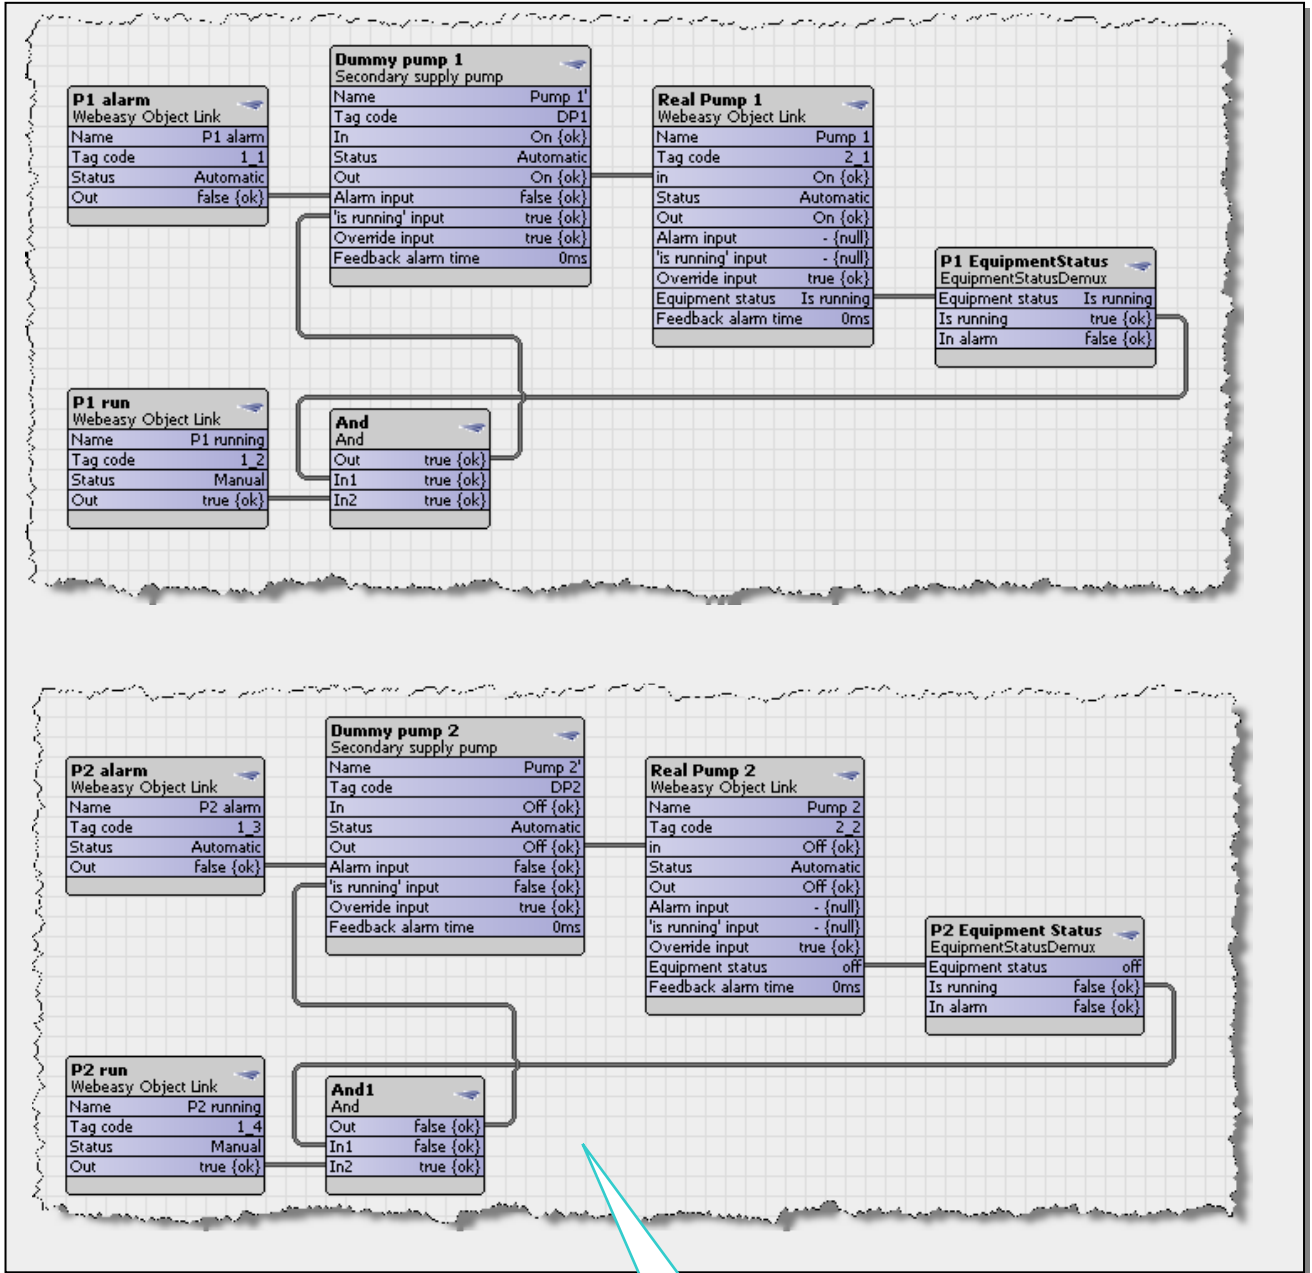 Dummy pump 1
Secondary supply pump
Name Pump 1'
Tag code DP1
In On {ok}
Status Automatic
Out On {ok}
Alarm input false {ok}
'is running' input true {ok}
Override input true {ok}
Feedback alarm time 0ms
P1 alarm
Webeasy Object Link
Name P1 alarm
Tag code 1_1
Status Automatic
Out false {ok}
Real Pump 1
Webeasy Object Link
Name Pump 1
Tag code 2_1
in On {ok}
Status Automatic
Out On {ok}
Alarm input - {null}
'is running' input - {null}
Override input true {ok}
Equipment status Is running
Feedback alarm time 0ms
P1 EquipmentStatus
EquipmentStatusDemux
Equipment status Is running
Is running true {ok}
In alarm false {ok}
P1 run
Webeasy Object Link
Name P1 running
Tag code 1_2
Status Manual
Out true {ok}
And
And
Out true {ok}
In1 true {ok}
In2 true {ok}
Dummy pump 2
Secondary supply pump
Name Pump 2'
Tag code DP2
In Off {ok}
Status Automatic
Out Off {ok}
Alarm input false {ok}
'is running' input false {ok}
Override input true {ok}
Feedback alarm time 0ms
P2 alarm
Webeasy Object Link
Name P2 alarm
Tag code 1_3
Status Automatic
Out false {ok}
Real Pump 2
Webeasy Object Link
Name Pump 2
Tag code 2_2
in Off {ok}
Status Automatic
Out Off {ok}
Alarm input - {null}
'is running' input - {null}
Override input true {ok}
Equipment status off
Feedback alarm time 0ms
P2 Equipment Status
EquipmentStatusDemux
Equipment status off
Is running false {ok}
In alarm false {ok}
P2 run
Webeasy Object Link
Name P2 running
Tag code 1_4
Status Manual
Out true {ok}
And1
And
Out false {ok}
In1 false {ok}
In2 true {ok}